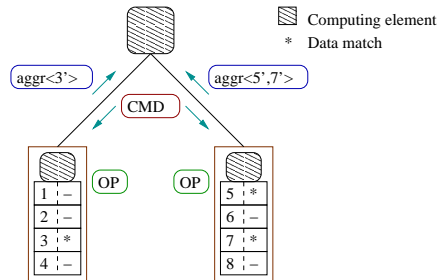 Computing element
* Data match
aggr<3’>
aggr<5’,7’>
CMD
OP
OP
1 –
2 –
3 *
4 –
5 *
6 –
7 *
8 –